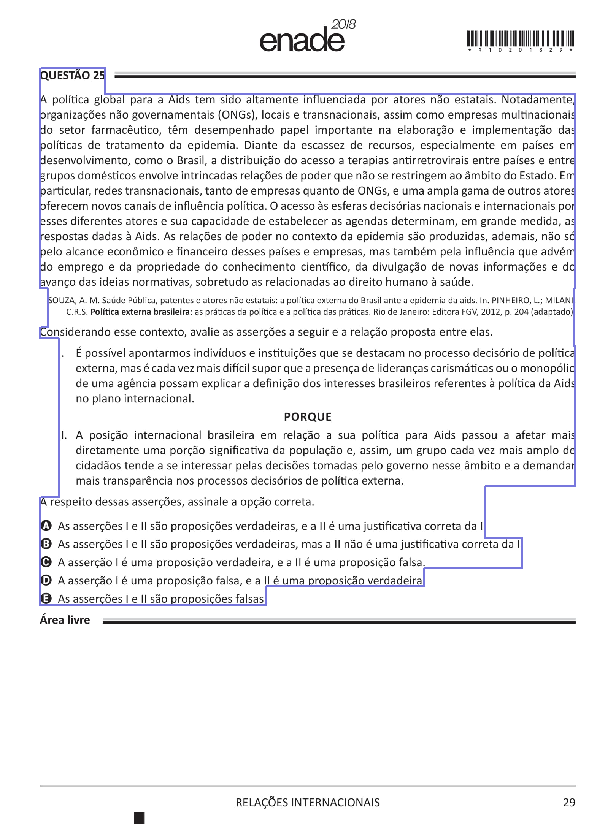 enade 2018
*R1020182 9*
QUESTÃO 25
A política global para a Aids tem sido altamente influenciada por atores não estatais. Notadamente,
organizações não governamentais (ONGs), locais e transnacionais, assim como empresas multinacionais
do setor farmacêutico, têm desempenhado papel importante na elaboração e implementação das
políticas de tratamento da epidemia. Diante da escassez de recursos, especialmente em países em
desenvolvimento, como o Brasil, a distribuição do acesso a terapias antirretrovirais entre países e entre
grupos domésticos envolve intrincadas relações de poder que não se restringem ao âmbito do Estado. Em
particular, redes transnacionais, tanto de empresas quanto de ONGs, e uma ampla gama de outros atores
oferecem novos canais de influência política. O acesso às esferas decisórias nacionais e internacionais por
esses diferentes atores e sua capacidade de estabelecer as agendas determinam, em grande medida, as
respostas dadas à Aids. As relações de poder no contexto da epidemia são produzidas, ademais, não só
pelo alcance econômico e financeiro desses países e empresas, mas também pela influência que advém
do emprego e da propriedade do conhecimento científico, da divulgação de novas informações e do
avanço das ideias normativas, sobretudo as relacionadas ao direito humano à saúde.
SOUZA, A. M. Saúde Pública, patentes e atores não estatais: a política externa do Brasil ante a epidemia da aids. In. PINHEIRO, L.; MILANI
C.R.S. Política externa brasileira: as práticas da política e a política das práticas. Rio de Janeiro: Editora FGV, 2012, p. 204 (adaptado)
Considerando esse contexto, avalie as asserções a seguir e a relação proposta entre elas.
I. É possível apontarmos indivíduos e instituições que se destacam no processo decisório de política
externa, mas é cada vez mais difícil supor que a presença de lideranças carismáticas ou o monopólio
de uma agência possam explicar a definição dos interesses brasileiros referentes à política da Aids
no plano internacional.
PORQUE
II. A posição internacional brasileira em relação a sua política para Aids passou a afetar mais
diretamente uma porção significativa da população e, assim, um grupo cada vez mais amplo de
cidadãos tende a se interessar pelas decisões tomadas pelo governo nesse âmbito e a demandar
mais transparência nos processos decisórios de política externa.
A respeito dessas asserções, assinale a opção correta.
A As asserções I e II são proposições verdadeiras, e a II é uma justificativa correta da I
B As asserções I e II são proposições verdadeiras, mas a II não é uma justificativa correta da I
C A asserção I é uma proposição verdadeira, e a II é uma proposição falsa.
D A asserção I é uma proposição falsa, e a II é uma proposição verdadeira
E As asserções I e II são proposições falsas
Área livre
RELAÇÕES INTERNACIONAIS
29